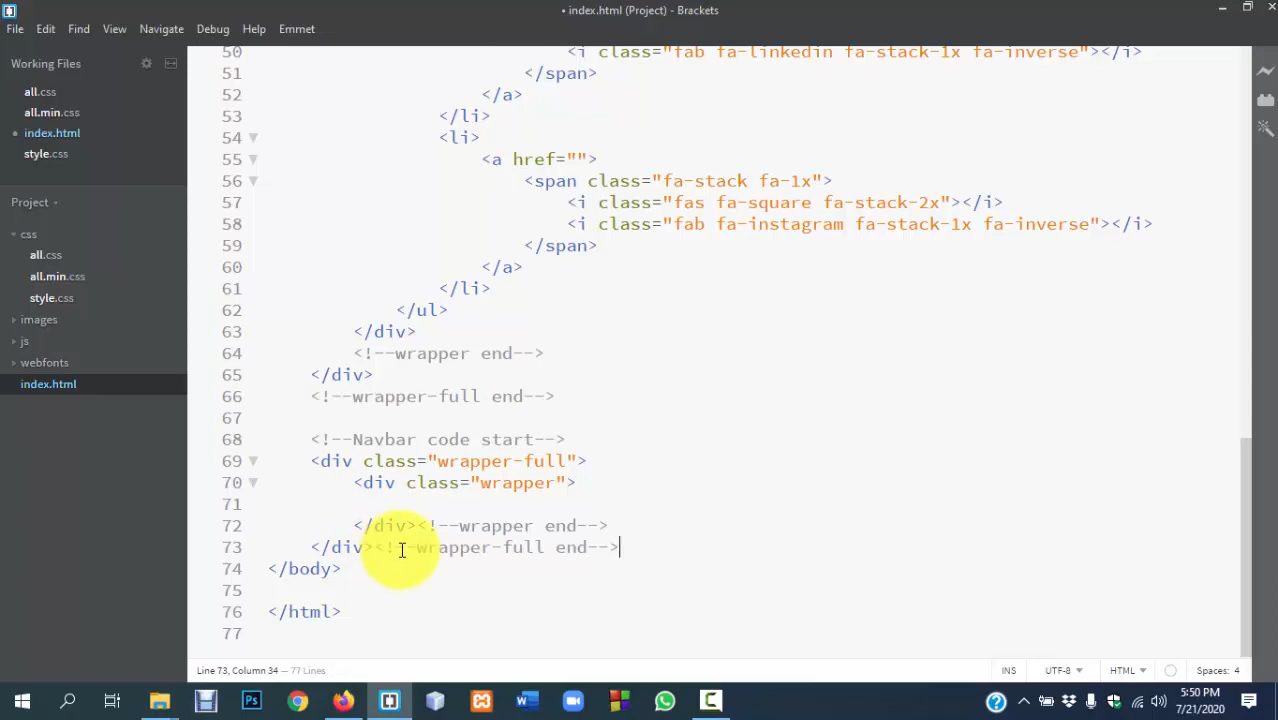 • index.html (Project) - Brackets
File Edit Find View Navigate Debug Help Emmet
Working Files
all.css
all.min.css
index.html
style.css
Project
css
all.css
all.min.css
style.css
images
js
webfonts
index.html
50 <i class="fab fa-linkedin fa-stack-1x fa-inverse"></i>
51 </span>
52 </a>
53 </li>
54 <li>
55 <a href="">
56 <span class="fa-stack fa-1x">
57 <i class="fas fa-square fa-stack-2x"></i>
58 <i class="fab fa-instagram fa-stack-1x fa-inverse"></i>
59 </span>
60 </a>
61 </li>
62 </ul>
63 </div>
64 <!--wrapper end-->
65 </div>
66 <!--wrapper-full end-->
67
68 <!--Navbar code start-->
69 <div class="wrapper-full">
70 <div class="wrapper">
71
72 </div><!--wrapper end-->
73 </div><!--wrapper-full end-->
74 </body>
75
76 </html>
77
Line 73, Column 34 — 77 Lines
INS UTF-8 HTML Spaces: 4
5:50 PM
7/21/2020